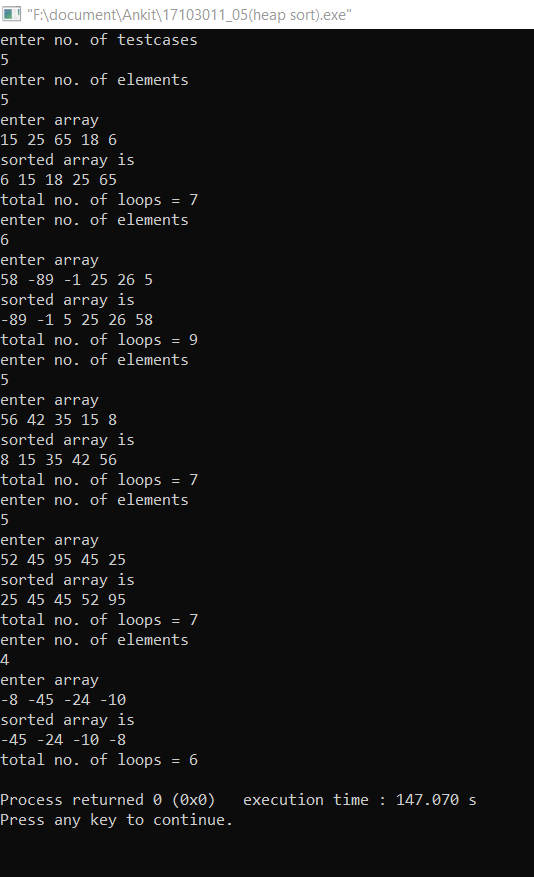 "F:\document\Ankit\17103011_05(heap sort).exe"
enter no. of testcases
5
enter no. of elements
5
enter array
15 25 65 18 6
sorted array is
6 15 18 25 65
total no. of loops = 7
enter no. of elements
6
enter array
58 -89 -1 25 26 5
sorted array is
-89 -1 5 25 26 58
total no. of loops = 9
enter no. of elements
5
enter array
56 42 35 15 8
sorted array is
8 15 35 42 56
total no. of loops = 7
enter no. of elements
5
enter array
52 45 95 45 25
sorted array is
25 45 45 52 95
total no. of loops = 7
enter no. of elements
4
enter array
-8 -45 -24 -10
sorted array is
-45 -24 -10 -8
total no. of loops = 6
Process returned 0 (0x0)   execution time : 147.070 s
Press any key to continue.